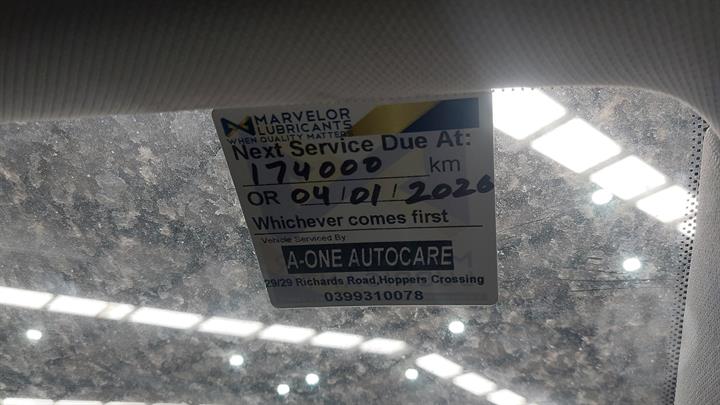 MARVELOR
LUBRICANTS
WHEN QUALITY MATTERS
Next Service Due At:
174000 km
OR 04/01/2026
Whichever comes first
Vehicle Serviced By
A-ONE AUTOCARE
29/29 Richards Road,Hoppers Crossing
0399310078